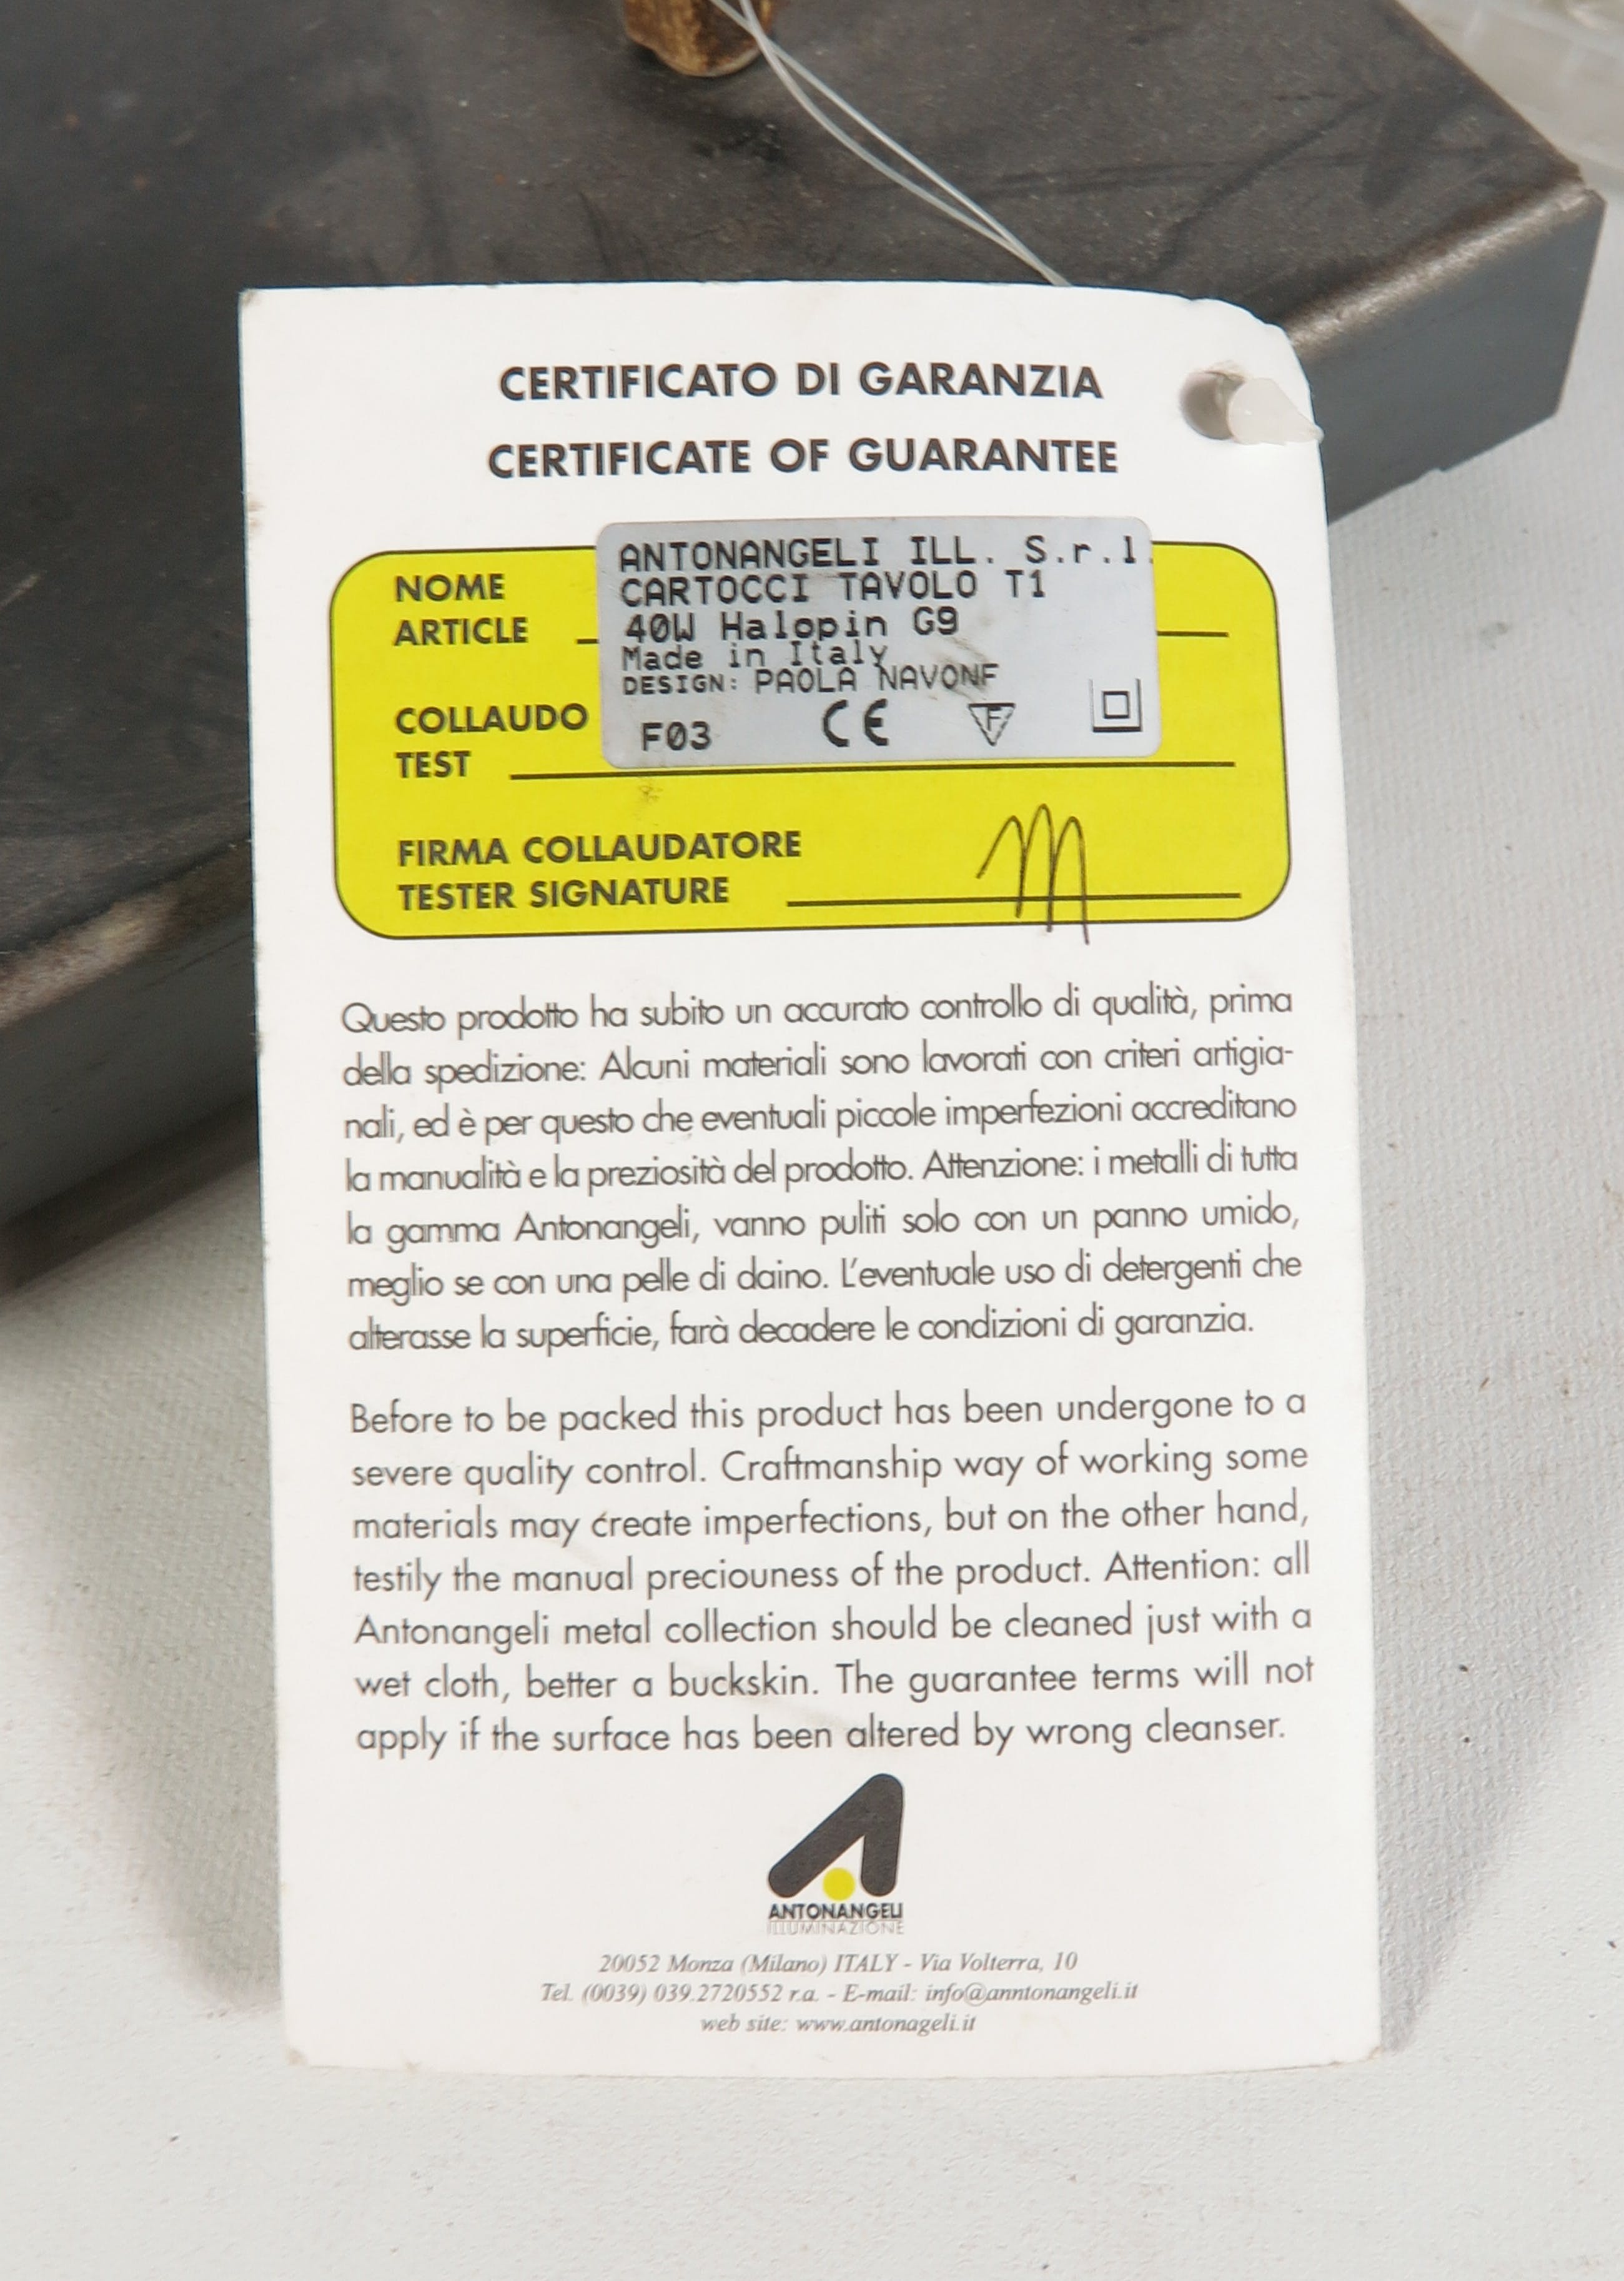 CERTIFICATO DI GARANZIA
CERTIFICATE OF GUARANTEE
NOME
ARTICLE
ANTONANGELI ILL. S.r.l.
CARTOCCI TAVOLO T1
40W Halopin G9
Made in Italy
DESIGN: PAOLA NAVONE
F03 CE F
COLLAUDO
TEST
FIRMA COLLAUDATORE
TESTER SIGNATURE
Questo prodotto ha subito un accurato controllo di qualità, prima
della spedizione: Alcuni materiali sono lavorati con criteri artigia-
nali, ed è per questo che eventuali piccole imperfezioni accreditano
la manualità e la preziosità del prodotto. Attenzione: i metalli di tutta
la gamma Antonangeli, vanno puliti solo con un panno umido,
meglio se con una pelle di daino. L'eventuale uso di detergenti che
alterasse la superficie, farà decadere le condizioni di garanzia.
Before to be packed this product has been undergone to a
severe quality control. Craftmanship way of working some
materials may create imperfections, but on the other hand,
testily the manual preciouness of the product. Attention: all
Antonangeli metal collection should be cleaned just with a
wet cloth, better a buckskin. The guarantee terms will not
apply if the surface has been altered by wrong cleanser.
ANTONANGELI
ILLUMINAZIONE
20052 Monza (Milano) ITALY - Via Volterra, 10
Tel. (0039) 039.2720552 r.a. - E-mail: info@anntonangeli.it
web site: www.antonageli.it